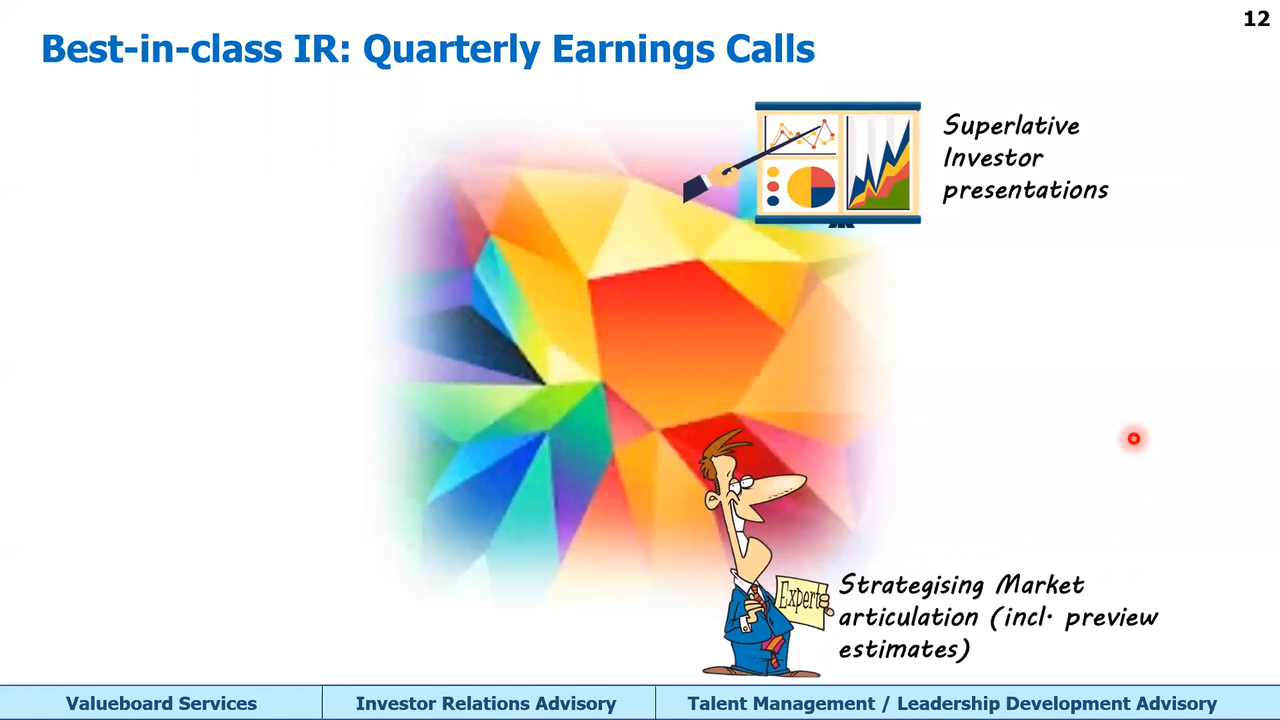 12
Best-in-class IR: Quarterly Earnings Calls
Superlative
Investor
presentations
Expert
Strategising Market
articulation (incl. preview
estimates)
Valueboard Services
Investor Relations Advisory
Talent Management / Leadership Development Advisory